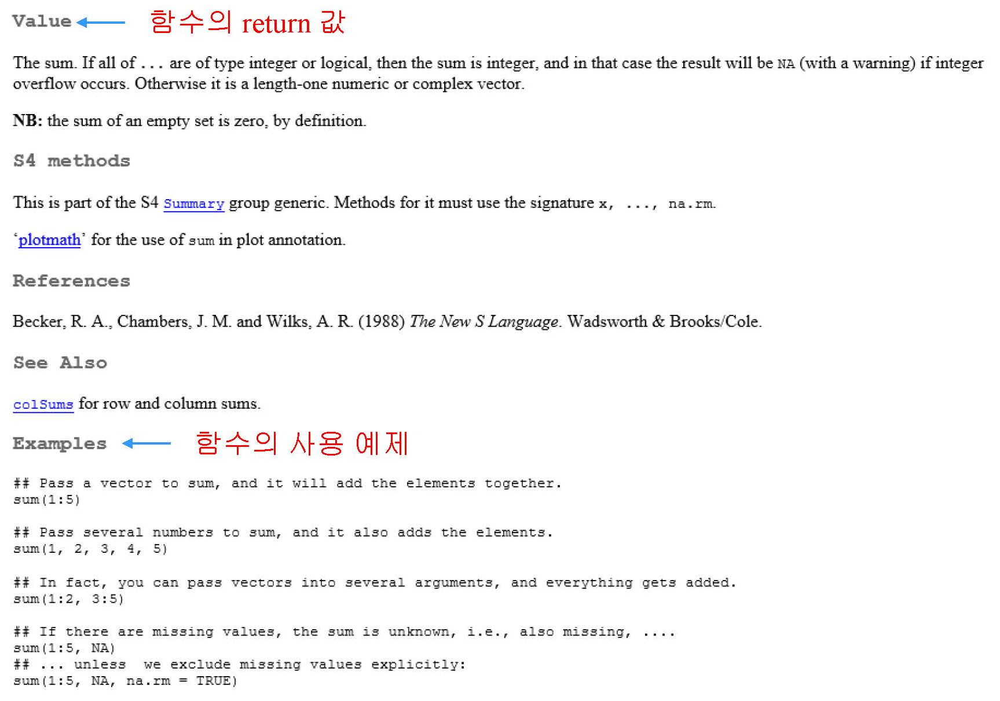 Value 함수의 return 값
The sum. If all of ... are of type integer or logical, then the sum is integer, and in that case the result will be NA (with a warning) if integer
overflow occurs. Otherwise it is a length-one numeric or complex vector.
NB: the sum of an empty set is zero, by definition.
S4 methods
This is part of the S4 Summary group generic. Methods for it must use the signature x, ..., na.rm.
‘plotmath’ for the use of sum in plot annotation.
References
Becker, R. A., Chambers, J. M. and Wilks, A. R. (1988) The New S Language. Wadsworth & Brooks/Cole.
See Also
colSums for row and column sums.
Examples 함수의 사용 예제
## Pass a vector to sum, and it will add the elements together.
sum(1:5)
## Pass several numbers to sum, and it also adds the elements.
sum(1, 2, 3, 4, 5)
## In fact, you can pass vectors into several arguments, and everything gets added.
sum(1:2, 3:5)
## If there are missing values, the sum is unknown, i.e., also missing, ....
sum(1:5, NA)
## ... unless  we exclude missing values explicitly:
sum(1:5, NA, na.rm = TRUE)